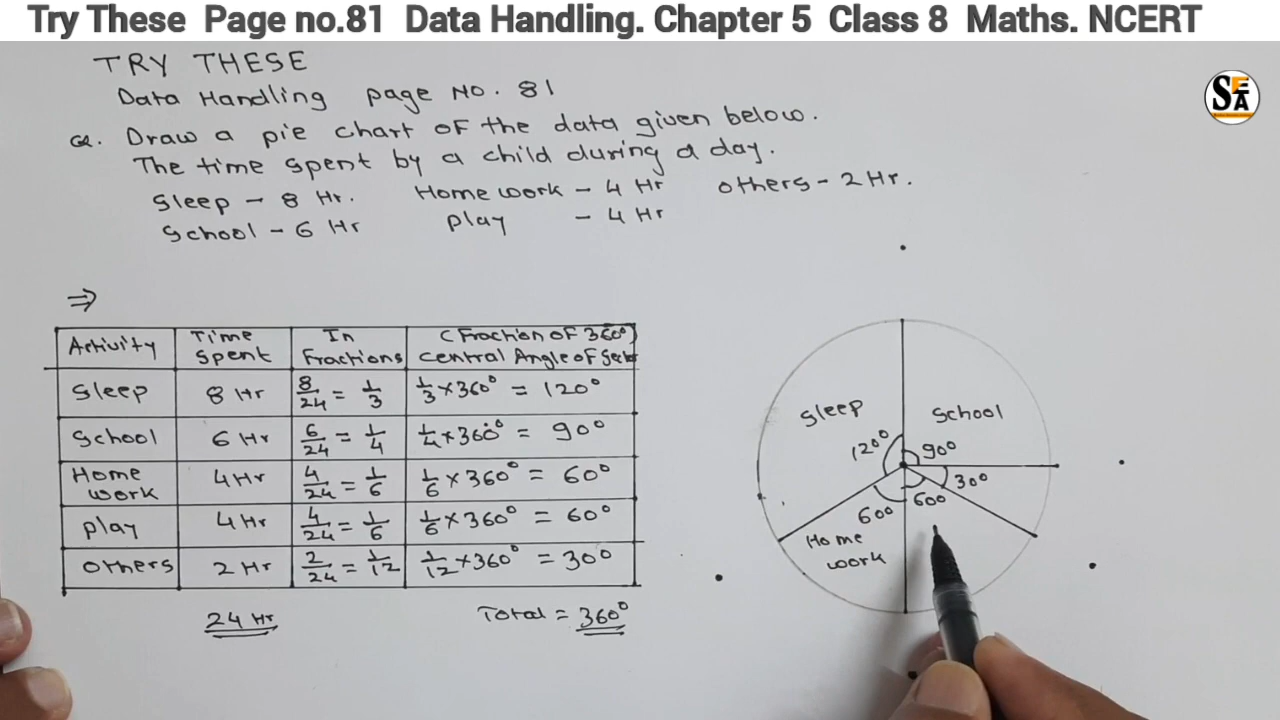 Try These Page no.81 Data Handling. Chapter 5 Class 8 Maths. NCERT
SFA
TRY THESE
Data Handling page No. 81
Q. Draw a pie chart of the data given below.
The time spent by a child during a day.
Sleep - 8 Hr. Home work - 4 Hr others - 2 Hr.
School - 6 Hr play - 4 Hr
⇒
Activity Time Spent In Fractions (Fraction of 360°) Central Angle of Sector
Sleep 8 Hr 8/24 = 1/3 1/3 × 360° = 120°
School 6 Hr 6/24 = 1/4 1/4 × 360° = 90°
Home work 4 Hr 4/24 = 1/6 1/6 × 360° = 60°
play 4 Hr 4/24 = 1/6 1/6 × 360° = 60°
others 2 Hr 2/24 = 1/12 1/12 × 360° = 30°
24 Hr Total = 360°
Sleep School
120° 90°
30°
60° 60°
Home
work